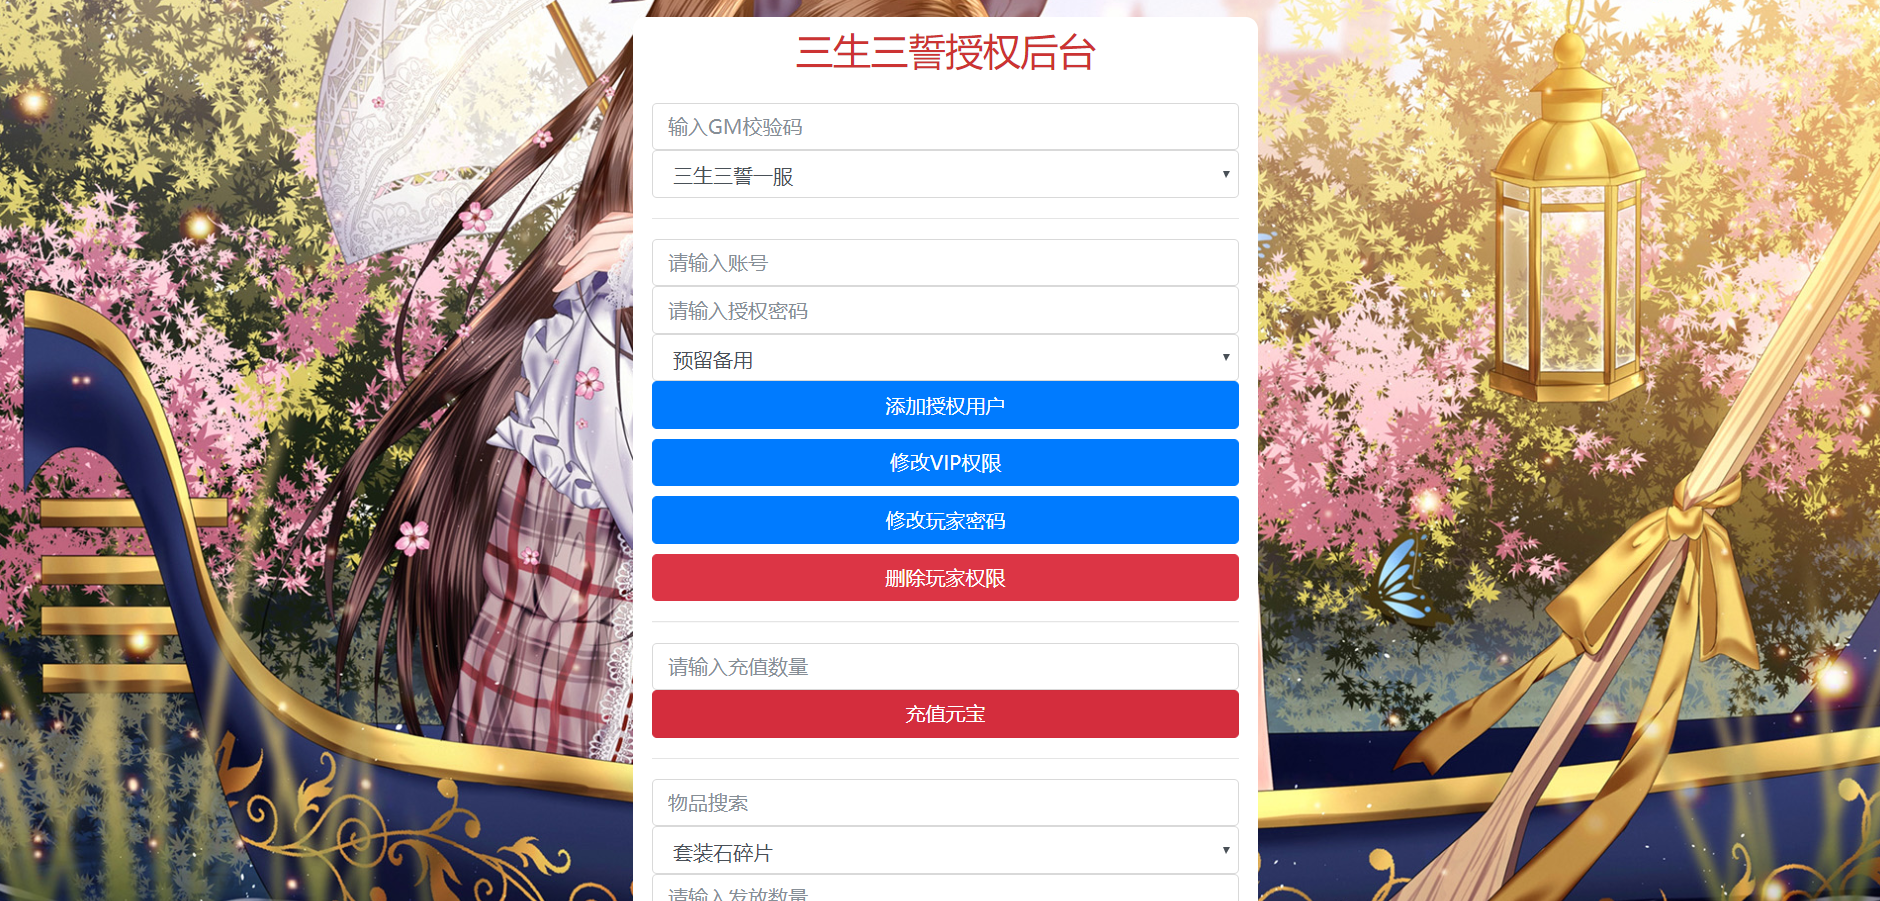 三生三誓授权后台
输入GM校验码
三生三誓一服
请输入账号
请输入授权密码
预留备用
添加授权用户
修改VIP权限
修改玩家密码
删除玩家权限
请输入充值数量
充值元宝
物品搜索
套装石碎片
请输入发放数量